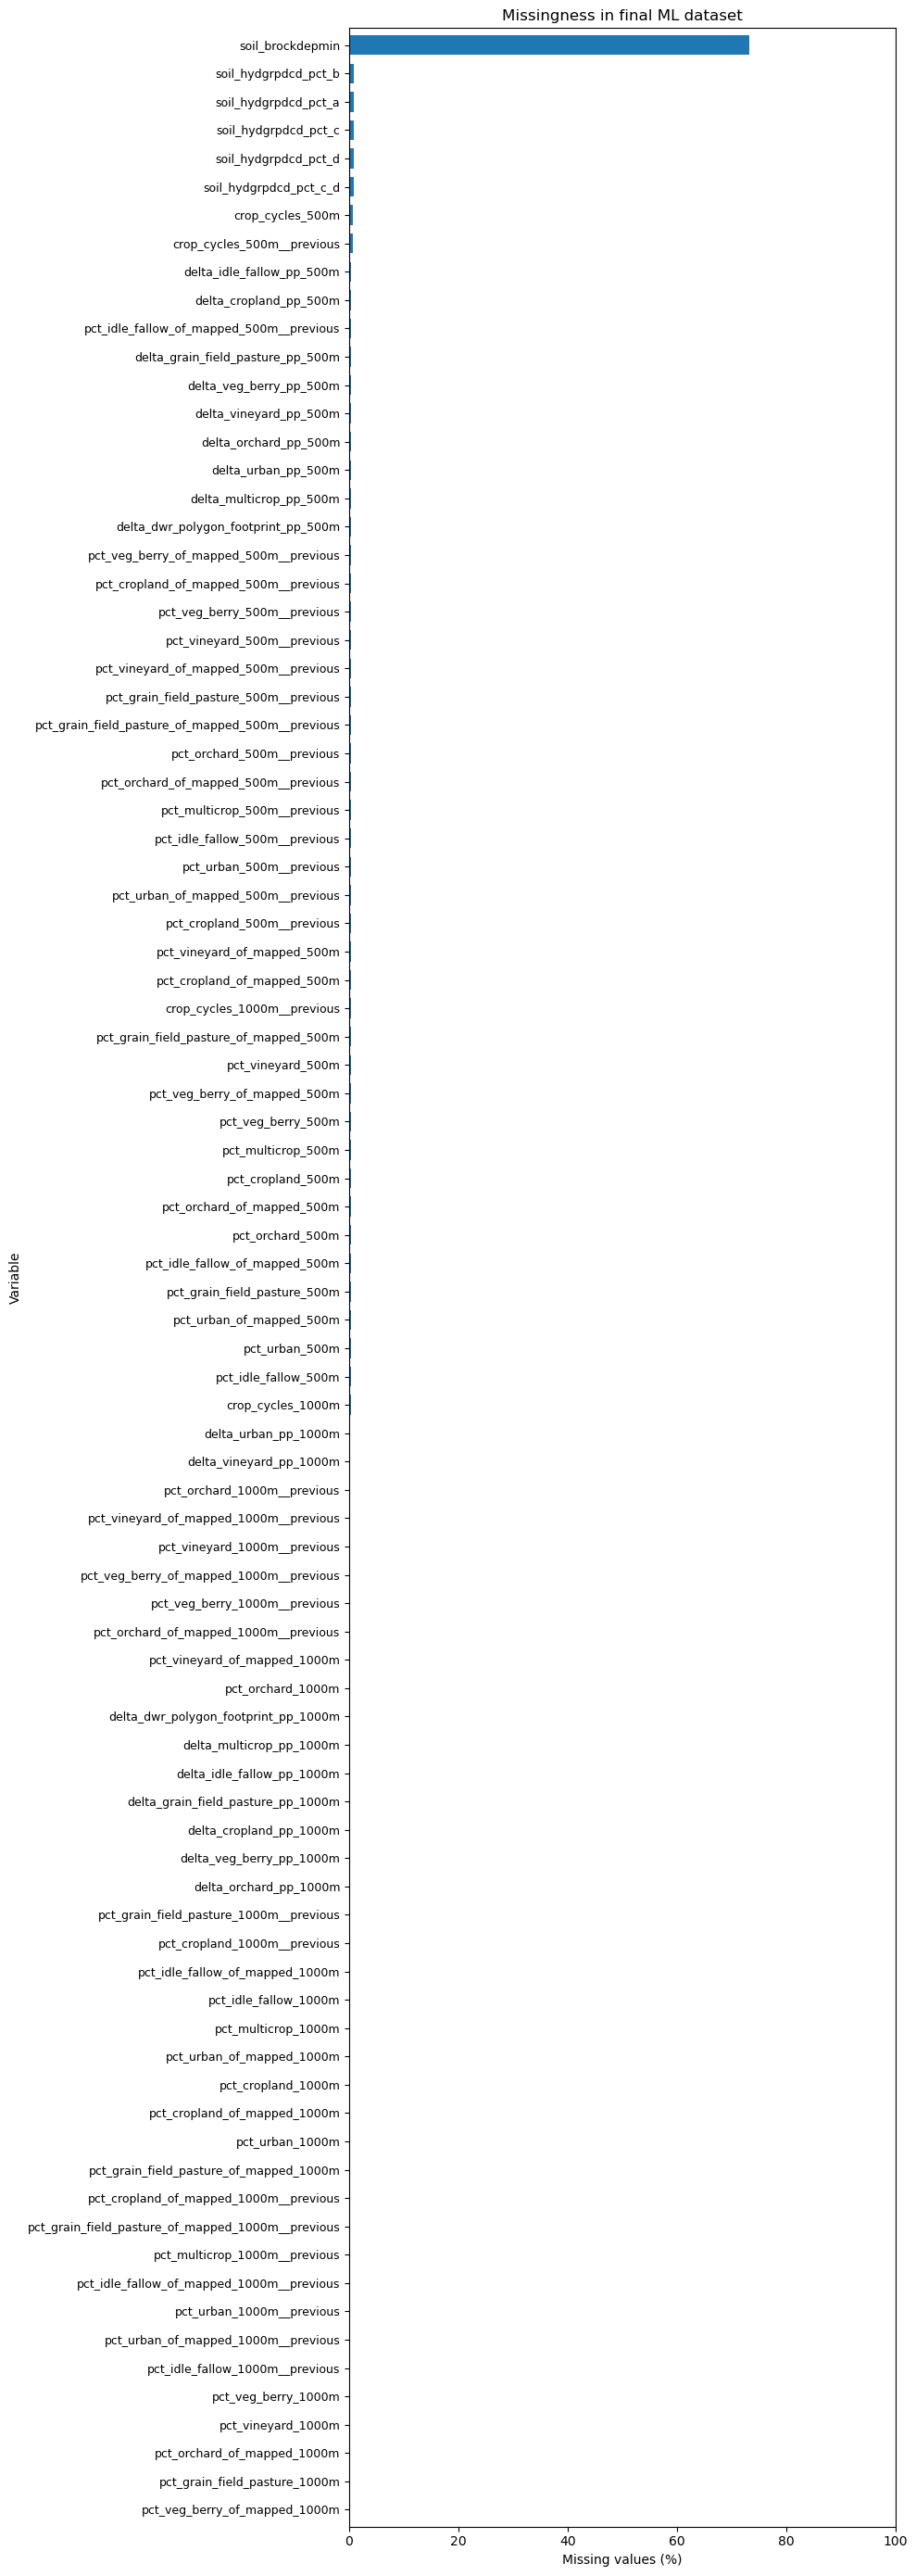 Missingness in final ML dataset
soil_brockdepmin
soil_hydgrpdcd_pct_b
soil_hydgrpdcd_pct_a
soil_hydgrpdcd_pct_c
soil_hydgrpdcd_pct_d
soil_hydgrpdcd_pct_c_d
crop_cycles_500m
crop_cycles_500m__previous
delta_idle_fallow_pp_500m
delta_cropland_pp_500m
pct_idle_fallow_of_mapped_500m__previous
delta_grain_field_pasture_pp_500m
delta_veg_berry_pp_500m
delta_vineyard_pp_500m
delta_orchard_pp_500m
delta_urban_pp_500m
delta_multicrop_pp_500m
delta_dwr_polygon_footprint_pp_500m
pct_veg_berry_of_mapped_500m__previous
pct_cropland_of_mapped_500m__previous
pct_veg_berry_500m__previous
pct_vineyard_500m__previous
pct_vineyard_of_mapped_500m__previous
pct_grain_field_pasture_500m__previous
pct_grain_field_pasture_of_mapped_500m__previous
pct_orchard_500m__previous
pct_orchard_of_mapped_500m__previous
pct_multicrop_500m__previous
pct_idle_fallow_500m__previous
pct_urban_500m__previous
pct_urban_of_mapped_500m__previous
pct_cropland_500m__previous
pct_vineyard_of_mapped_500m
pct_cropland_of_mapped_500m
crop_cycles_1000m__previous
pct_grain_field_pasture_of_mapped_500m
pct_vineyard_500m
pct_veg_berry_of_mapped_500m
pct_veg_berry_500m
pct_multicrop_500m
pct_cropland_500m
pct_orchard_of_mapped_500m
pct_orchard_500m
pct_idle_fallow_of_mapped_500m
pct_grain_field_pasture_500m
pct_urban_of_mapped_500m
pct_urban_500m
pct_idle_fallow_500m
crop_cycles_1000m
delta_urban_pp_1000m
delta_vineyard_pp_1000m
pct_orchard_1000m__previous
pct_vineyard_of_mapped_1000m__previous
pct_vineyard_1000m__previous
pct_veg_berry_of_mapped_1000m__previous
pct_veg_berry_1000m__previous
pct_orchard_of_mapped_1000m__previous
pct_vineyard_of_mapped_1000m
pct_orchard_1000m
delta_dwr_polygon_footprint_pp_1000m
delta_multicrop_pp_1000m
delta_idle_fallow_pp_1000m
delta_grain_field_pasture_pp_1000m
delta_cropland_pp_1000m
delta_veg_berry_pp_1000m
delta_orchard_pp_1000m
pct_grain_field_pasture_1000m__previous
pct_cropland_1000m__previous
pct_idle_fallow_of_mapped_1000m
pct_idle_fallow_1000m
pct_multicrop_1000m
pct_urban_of_mapped_1000m
pct_cropland_1000m
pct_cropland_of_mapped_1000m
pct_urban_1000m
pct_grain_field_pasture_of_mapped_1000m
pct_cropland_of_mapped_1000m__previous
pct_grain_field_pasture_of_mapped_1000m__previous
pct_multicrop_1000m__previous
pct_idle_fallow_of_mapped_1000m__previous
pct_urban_1000m__previous
pct_urban_of_mapped_1000m__previous
pct_idle_fallow_1000m__previous
pct_veg_berry_1000m
pct_vineyard_1000m
pct_orchard_of_mapped_1000m
pct_grain_field_pasture_1000m
pct_veg_berry_of_mapped_1000m
Variable
0 20 40 60 80 100
Missing values (%)